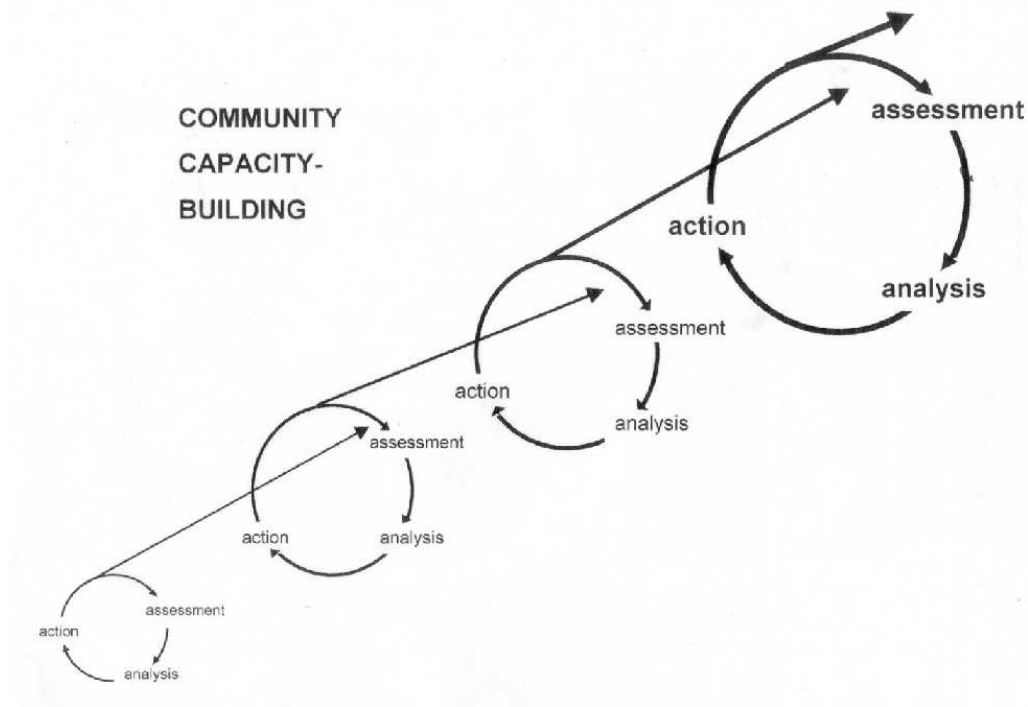 COMMUNITY
CAPACITY-
BUILDING
assessment
action
analysis
assessment
action
analysis
assessment
action
analysis
assessment
action
analysis